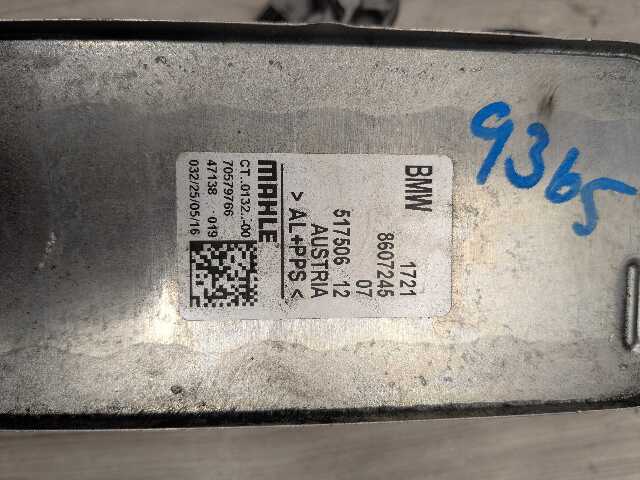 BMW
1721
8607245
07
517506 12
AUSTRIA
>AL+PPS<
MAHLE
CT..0132..-00
70579766
47138 019
032/25/05/16
9365